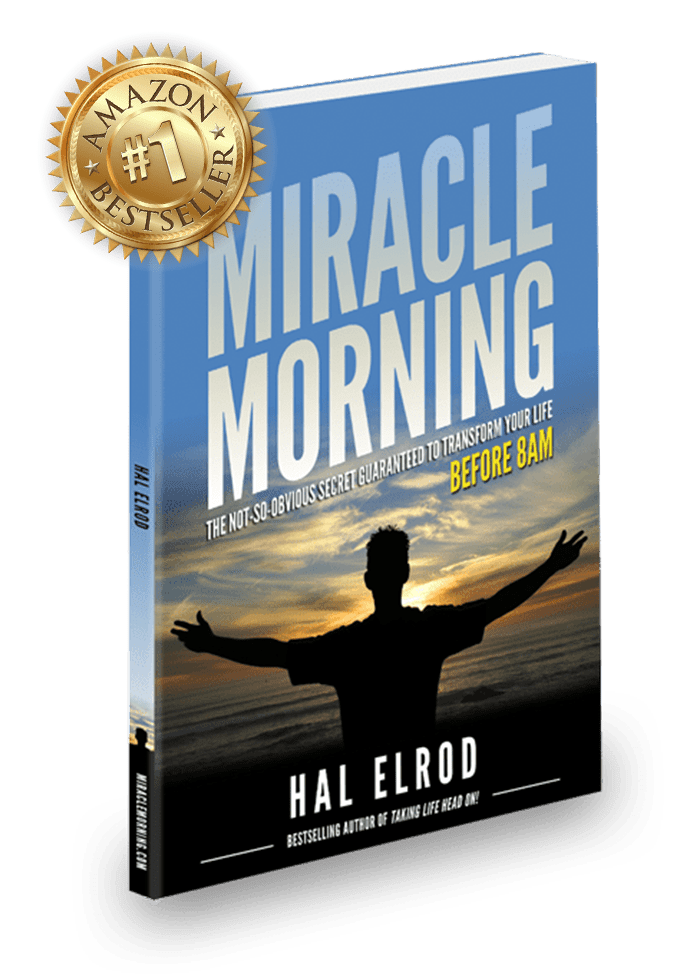 AMAZON
#1
BESTSELLER
MIRACLE
MORNING
THE NOT-SO-OBVIOUS SECRET GUARANTEED TO TRANSFORM YOUR LIFE
BEFORE 8AM
HAL ELROD
BESTSELLING AUTHOR OF TAKING LIFE HEAD ON!
HAL ELROD
MIRACLEMORNING.COM